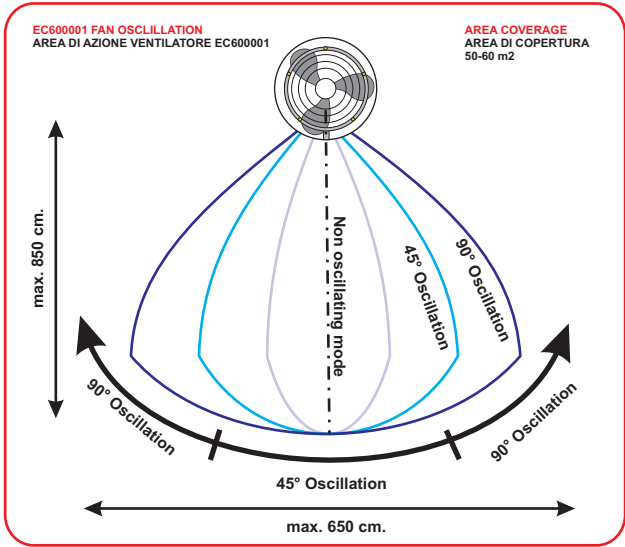 EC600001 FAN OSCLILLATION
AREA DI AZIONE VENTILATORE EC600001
AREA COVERAGE
AREA DI COPERTURA
50-60 m2
max. 850 cm.
Non oscillating mode
45° Oscillation
90° Oscillation
90° Oscillation
45° Oscillation
90° Oscillation
max. 650 cm.